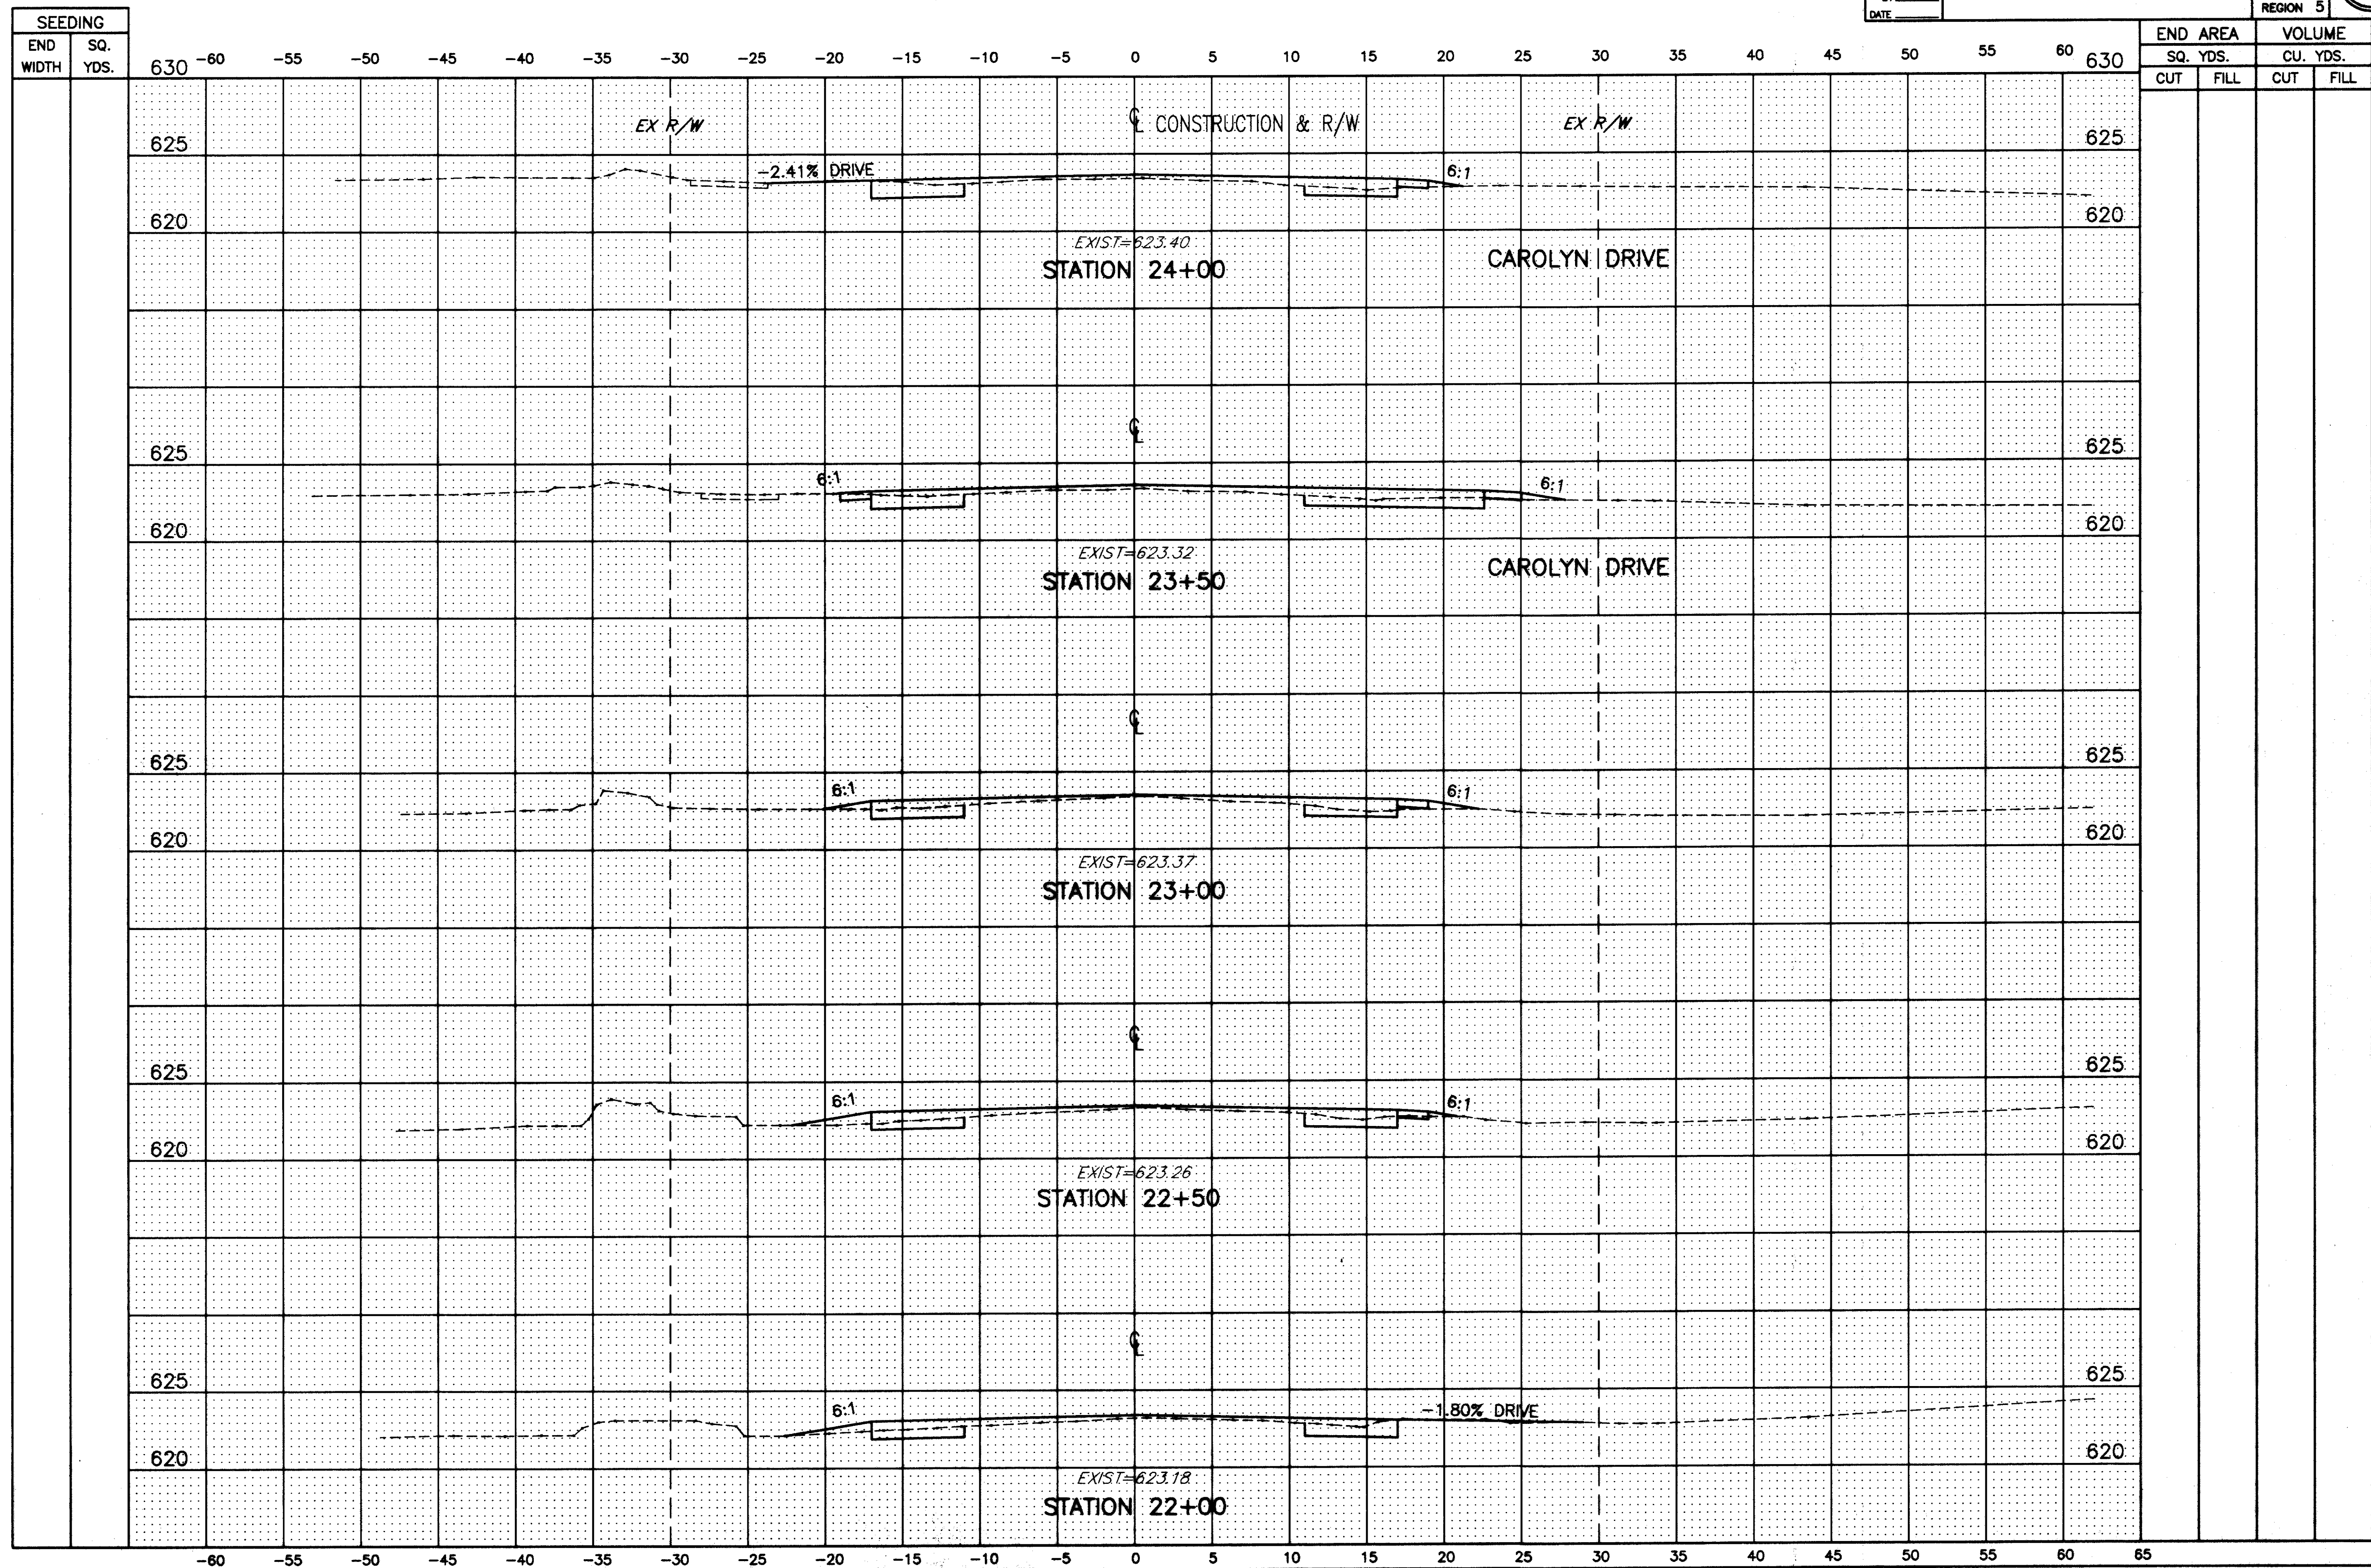 DATE
REGION 5
SEEDING
END WIDTH SQ. YDS.
END AREA VOLUME
SQ. YDS. CU. YDS.
CUT FILL CUT FILL
-60 -55 -50 -45 -40 -35 -30 -25 -20 -15 -10 -5 0 5 10 15 20 25 30 35 40 45 50 55 60
630 630
EX R/W ℄ CONSTRUCTION & R/W EX R/W
625 625
-2.41% DRIVE 6:1
620 620
EXIST=623.40
STATION 24+00 CAROLYN DRIVE
℄
625 625
6:1 6:1
620 620
EXIST=623.32
STATION 23+50 CAROLYN DRIVE
℄
625 625
6:1 6:1
620 620
EXIST=623.37
STATION 23+00
℄
625 625
6:1 6:1
620 620
EXIST=623.26
STATION 22+50
℄
625 625
6:1 -1.80% DRIVE
620 620
EXIST=623.18
STATION 22+00
-60 -55 -50 -45 -40 -35 -30 -25 -20 -15 -10 -5 0 5 10 15 20 25 30 35 40 45 50 55 60 65